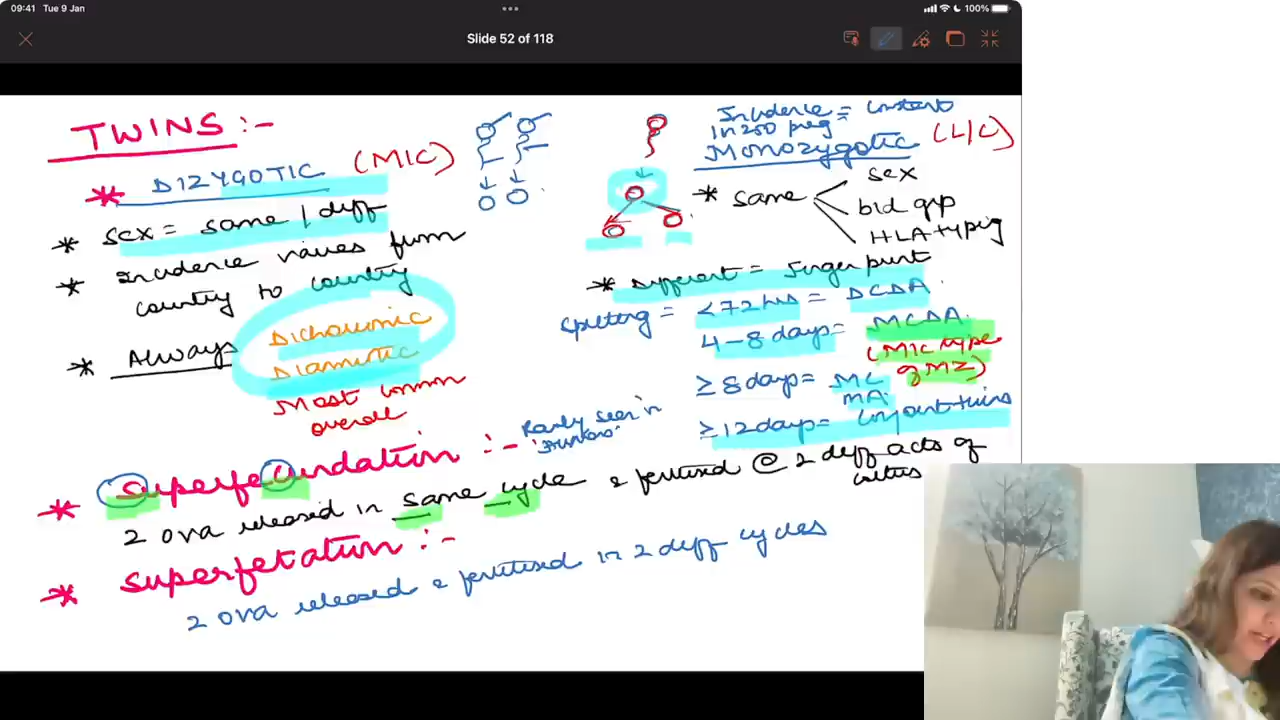 09:41 Tue 9 Jan
100%
Slide 52 of 118
TWINS :-
* DIZYGOTIC (M/C)
* Sex = same / diff
* Incidence varies from
country to country
* Always Dichorionic
Diamniotic
Most common
overall
Incidence = constant
1 in 250 preg
Monozygotic (L/C)
* Same
sex
bld grp
HLA typing
* Different = finger print
Splitting = <72 hrs = DCDA.
4-8 days = MCDA.
(M/C type
of MZ)
≥ 8 days = MC
MA.
≥ 12 days = conjoint twins
* Superfecundation :- Rarely seen in
2 ova released in same cycle & fertilised @ 2 diff acts of
coitus
* Superfetation :-
2 ova released & fertilised in 2 diff cycles